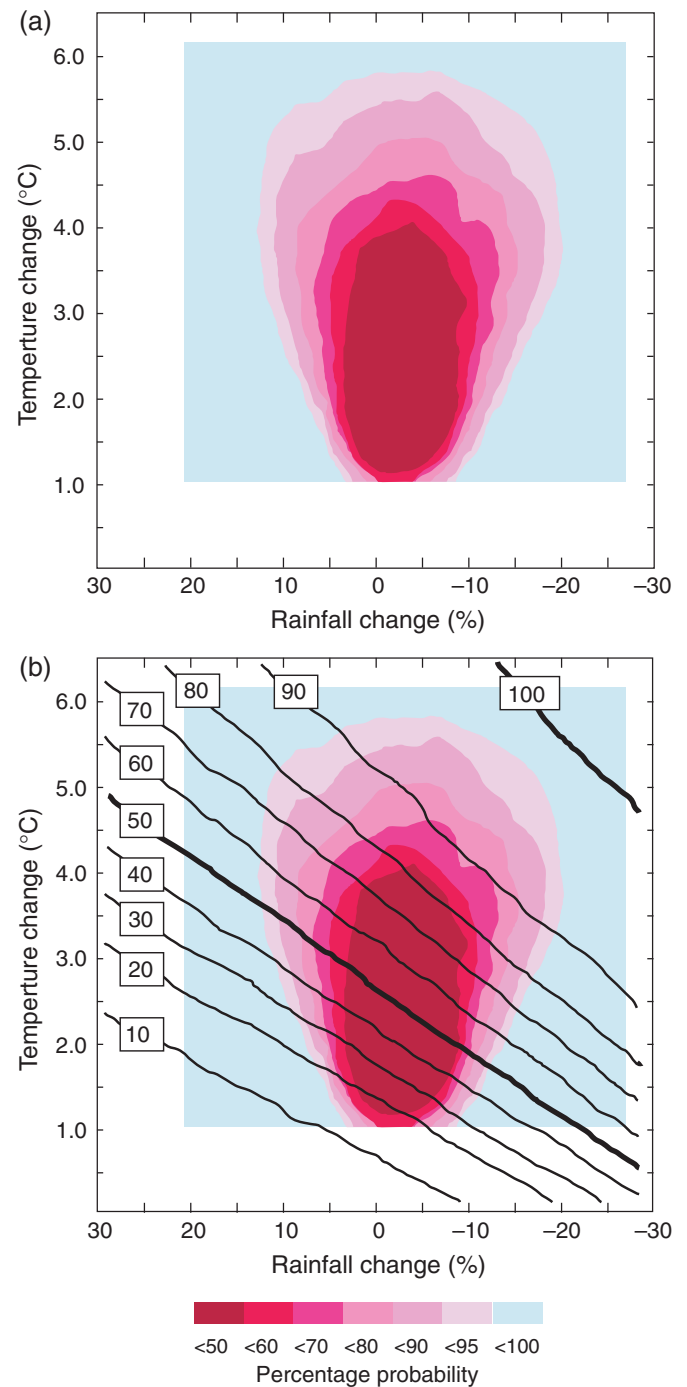 (a)
6.0
5.0
4.0
3.0
2.0
1.0
Temperture change (°C)
30 20 10 0 –10 –20 –30
Rainfall change (%)
(b)
6.0
5.0
4.0
3.0
2.0
1.0
Temperture change (°C)
70 80 90 100
60
50
40
30
20
10
30 20 10 0 –10 –20 –30
Rainfall change (%)
<50 <60 <70 <80 <90 <95 <100
Percentage probability